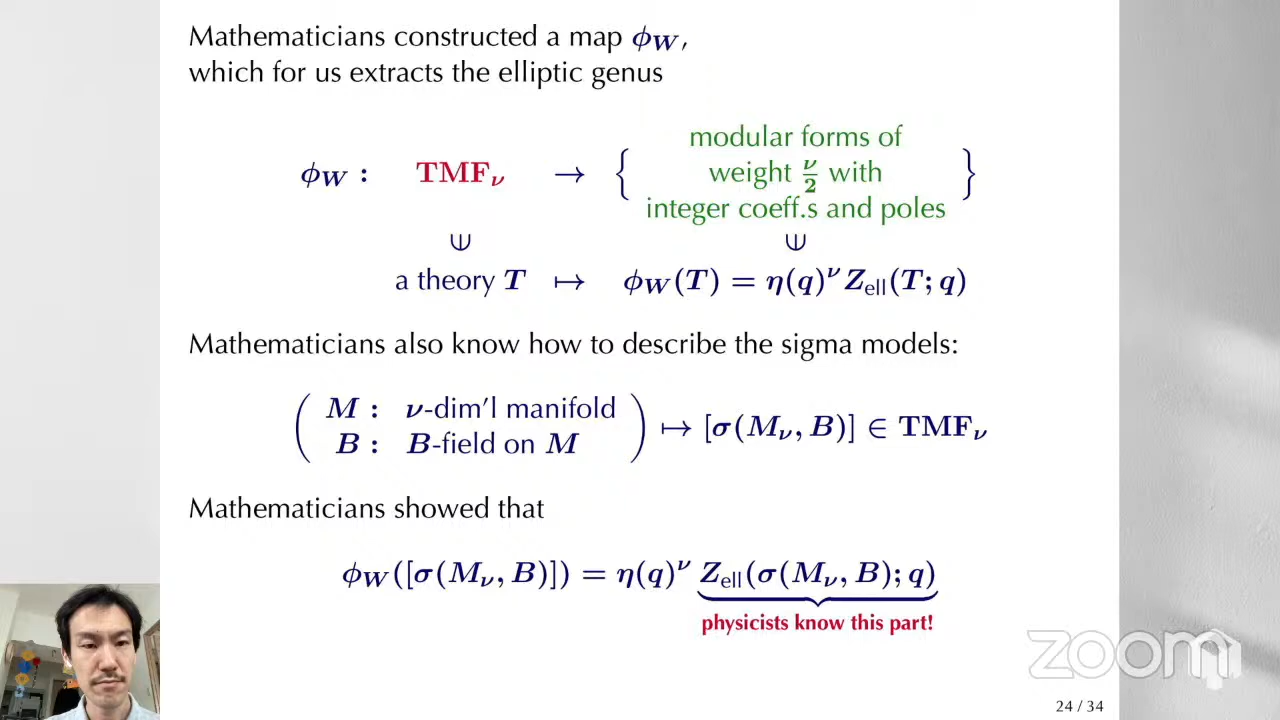 Mathematicians constructed a map ϕ_W,
which for us extracts the elliptic genus
modular forms of
ϕ_W : TMF_ν → { weight ν/2 with }
integer coeff.s and poles
∈ ∈
a theory T ↦ ϕ_W(T) = η(q)^ν Z_ell(T; q)
Mathematicians also know how to describe the sigma models:
( M : ν-dim'l manifold
B : B-field on M ) ↦ [σ(M_ν, B)] ∈ TMF_ν
Mathematicians showed that
ϕ_W([σ(M_ν, B)]) = η(q)^ν Z_ell(σ(M_ν, B); q)
physicists know this part!
zoom
24 / 34